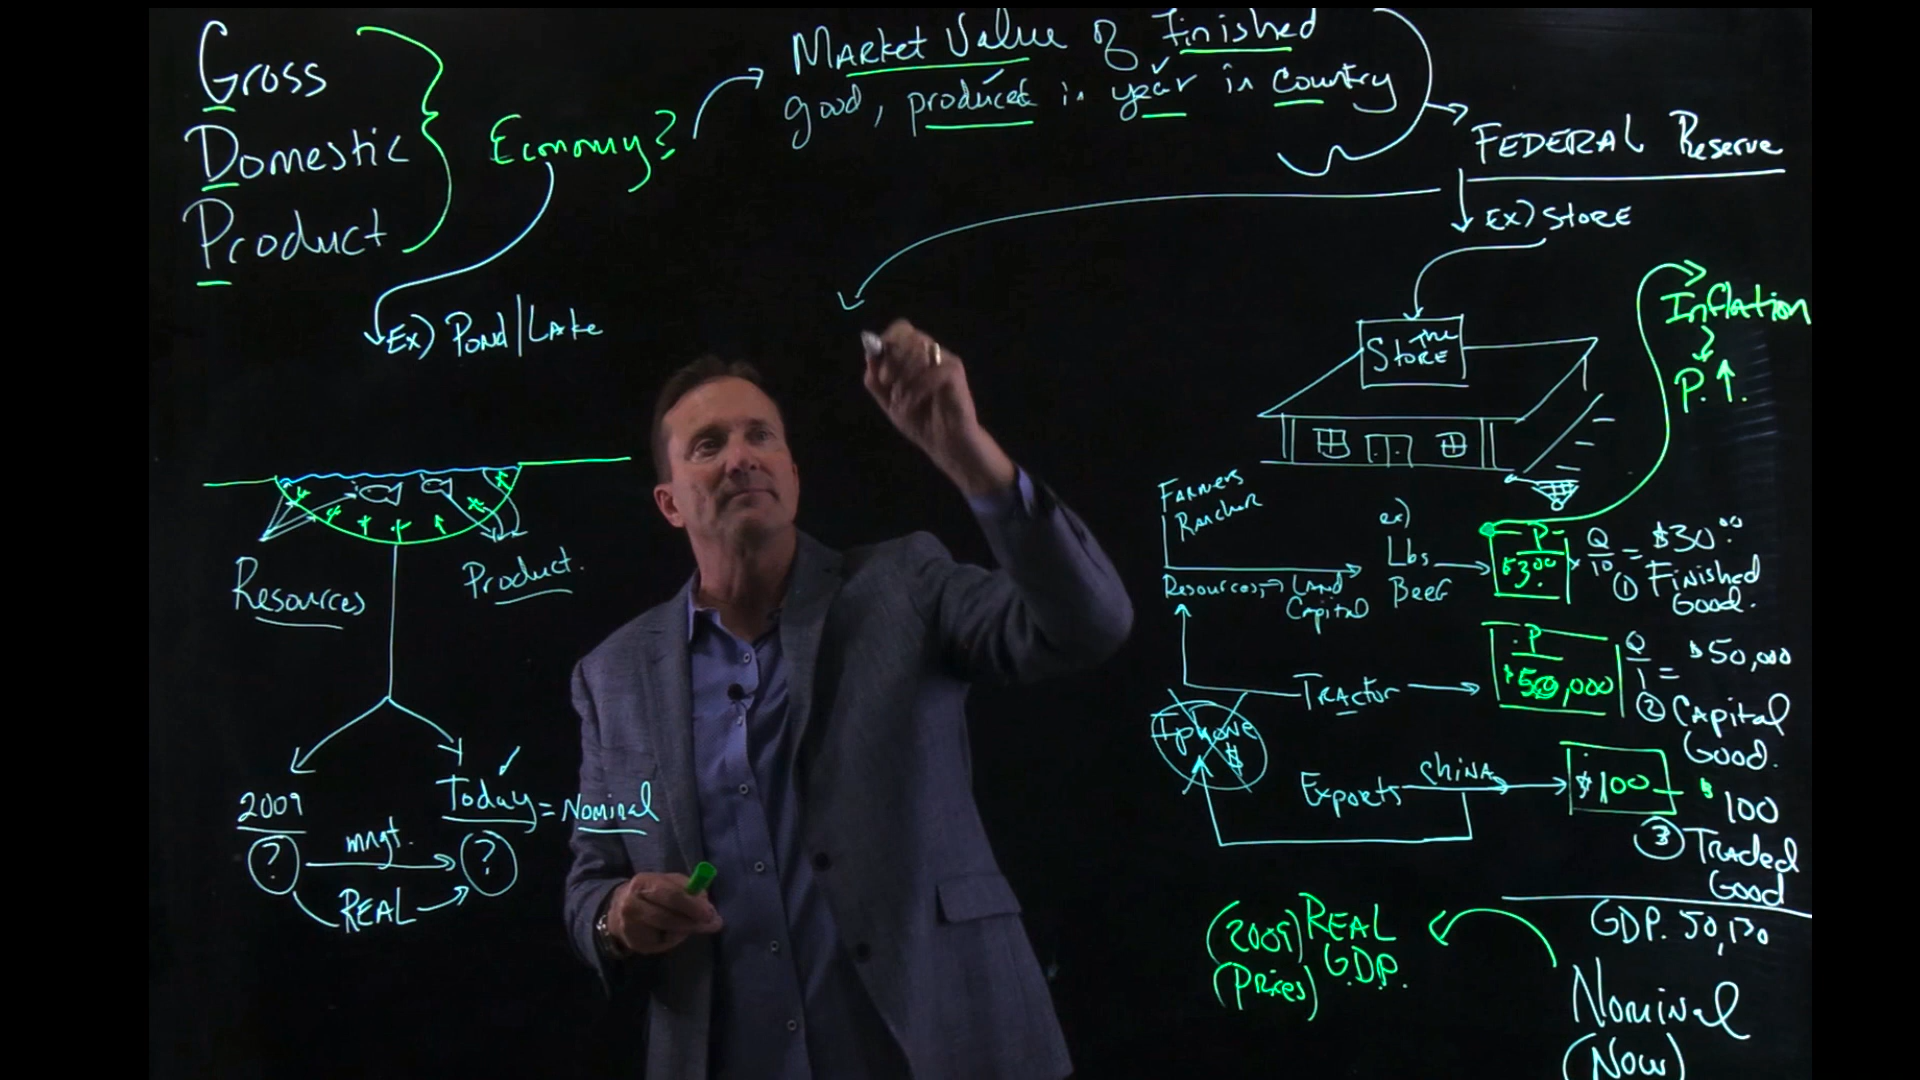 Gross
Domestic
Product
Economy?
Market Value of Finished
good, produced in year in Country
FEDERAL Reserve
Ex) STORE
Ex) Pond/Lake
The
Store
Inflation
P.↑.
Farmers
Rancher
Resources → Land
Capital
ex)
Lbs
Beef
P
$3.00
x
Q
10
= $30.00
① Finished
Good.
Resources
Product.
Tractor
P
$50,000
Q
1
= $50,000
② Capital
Good.
Iphone
$
Exports
China
$100
$100
③ Traded
Good
2009
Today = Nominal
?
mngt.
?
REAL
GDP. 50,130
Nominal
(Now)
(2009) REAL
(Prices) G.D.P.